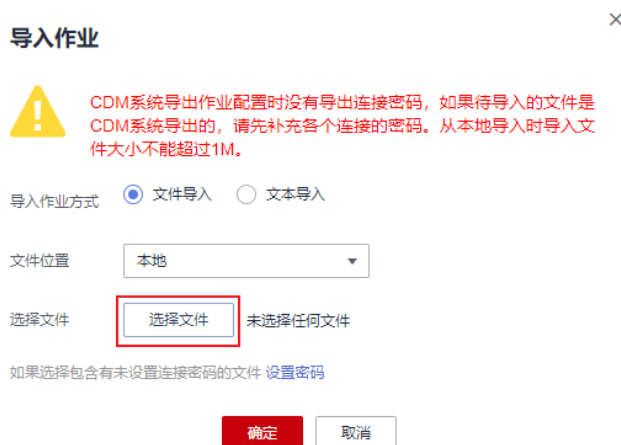 导入作业
CDM系统导出作业配置时没有导出连接密码，如果待导入的文件是
CDM系统导出的，请先补充各个连接的密码。从本地导入时导入文
件大小不能超过1M。
导入作业方式 文件导入 文本导入
文件位置 本地
选择文件 选择文件 未选择任何文件
如果选择包含有未设置连接密码的文件 设置密码
确定 取消